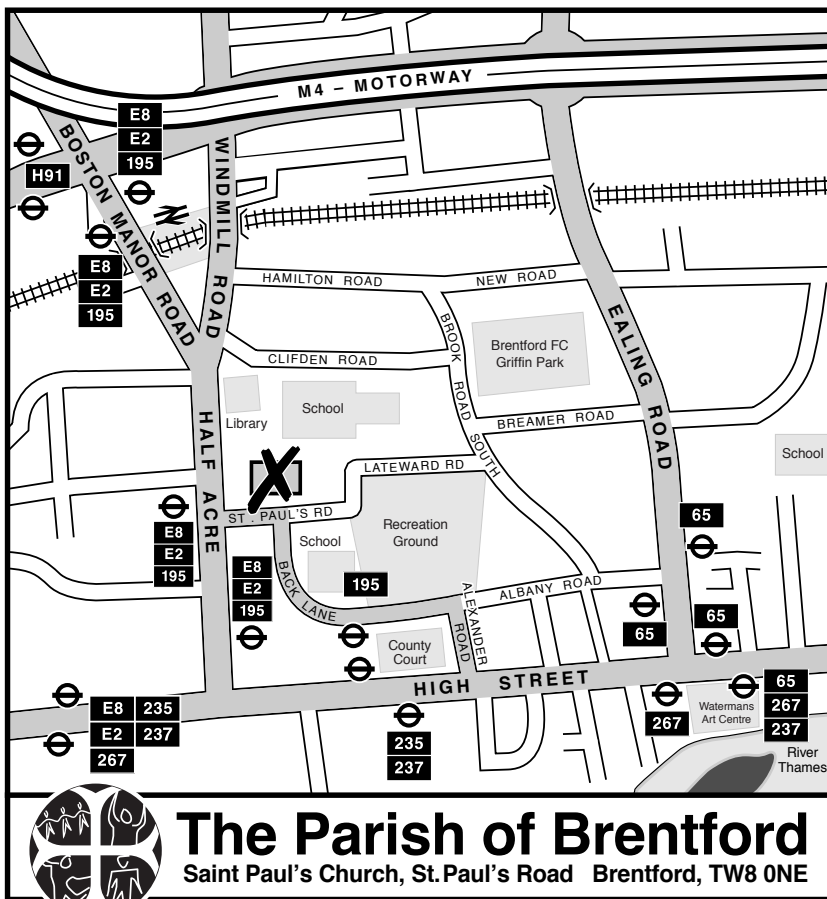 M4 – MOTORWAY
E8
E2
195
H91
BOSTON MANOR ROAD
WINDMILL ROAD
E8
E2
195
HAMILTON ROAD
NEW ROAD
BROOK ROAD SOUTH
EALING ROAD
Brentford FC
Griffin Park
CLIFDEN ROAD
BREAMER ROAD
Library
School
School
HALF ACRE
X
LATEWARD RD
ST. PAUL'S RD
Recreation
Ground
E8
E2
195
School
BACK LANE
E8
E2
195
195
65
ALBANY ROAD
ALEXANDER
ROAD
65
65
County
Court
HIGH STREET
E8 235
E2 237
267
235
237
267
Watermans
Art Centre
65
267
237
River
Thames
The Parish of Brentford
Saint Paul's Church, St.Paul's Road Brentford, TW8 0NE